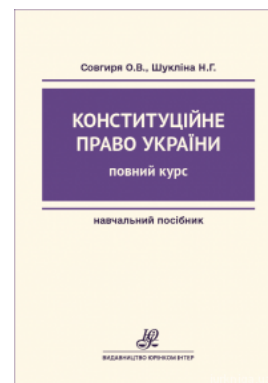 Совгиря О.В., Шукліна Н.Г.
КОНСТИТУЦІЙНЕ
ПРАВО УКРАЇНИ
повний курс
навчальний посібник
ВИДАВНИЦТВО ЮРІНКОМ ІНТЕР